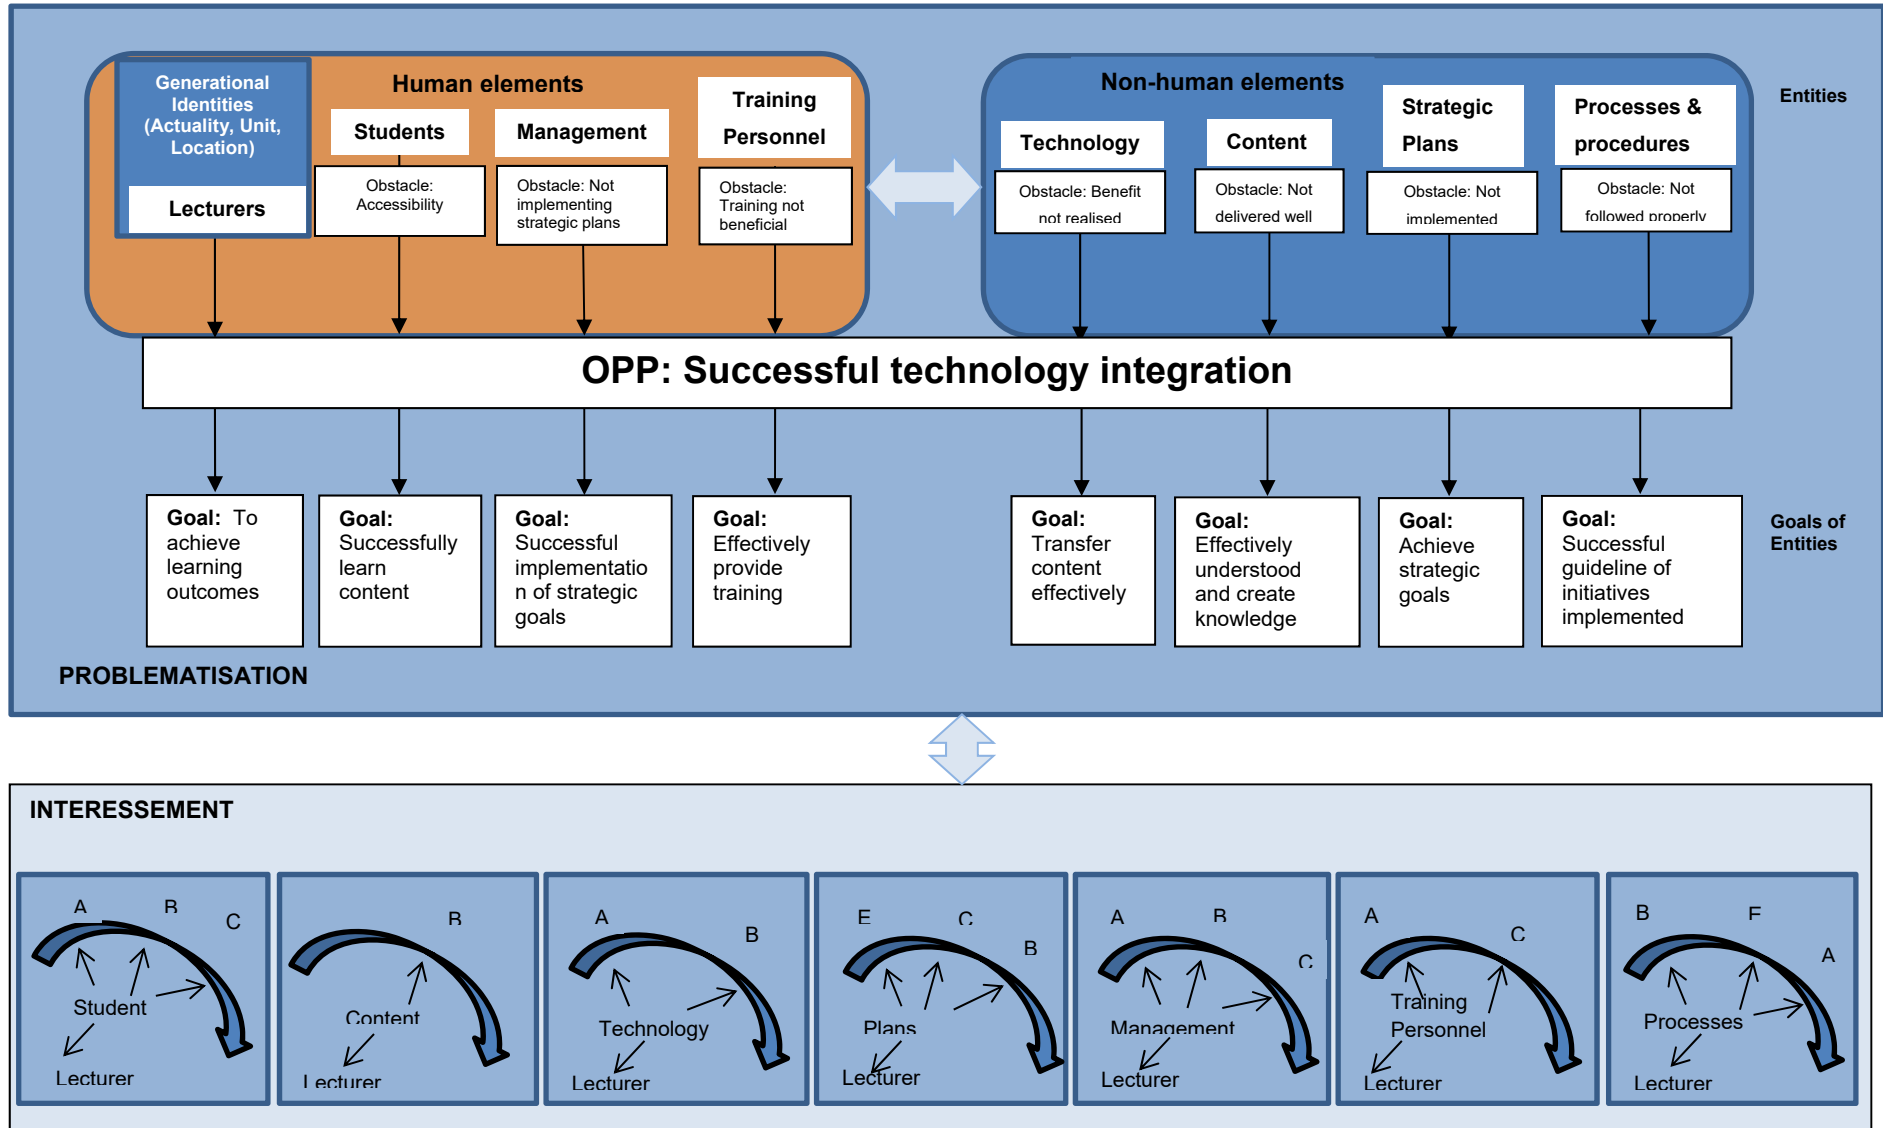 Generational
Identities
(Actuality, Unit,
Location)
Lecturers
Human elements
Students
Obstacle:
Accessibility
Management
Obstacle: Not
implementing
strategic plans
Training
Personnel
Obstacle:
Training not
beneficial
Non-human elements
Technology
Obstacle: Benefit
not realised
Content
Obstacle: Not
delivered well
Strategic
Plans
Obstacle: Not
implemented
Processes &
procedures
Obstacle: Not
followed properly
Entities
OPP: Successful technology integration
Goal: To
achieve
learning
outcomes
Goal:
Successfully
learn
content
Goal:
Successful
implementatio
n of strategic
goals
Goal:
Effectively
provide
training
Goal:
Transfer
content
effectively
Goal:
Effectively
understood
and create
knowledge
Goal:
Achieve
strategic
goals
Goal:
Successful
guideline of
initiatives
implemented
Goals of
Entities
PROBLEMATISATION
INTERESSEMENT
A B C
Student
Lecturer
B
Content
Lecturer
A B
Technology
Lecturer
E C B
Plans
Lecturer
A B C
Management
Lecturer
A C
Training
Personnel
Lecturer
B F A
Processes
Lecturer